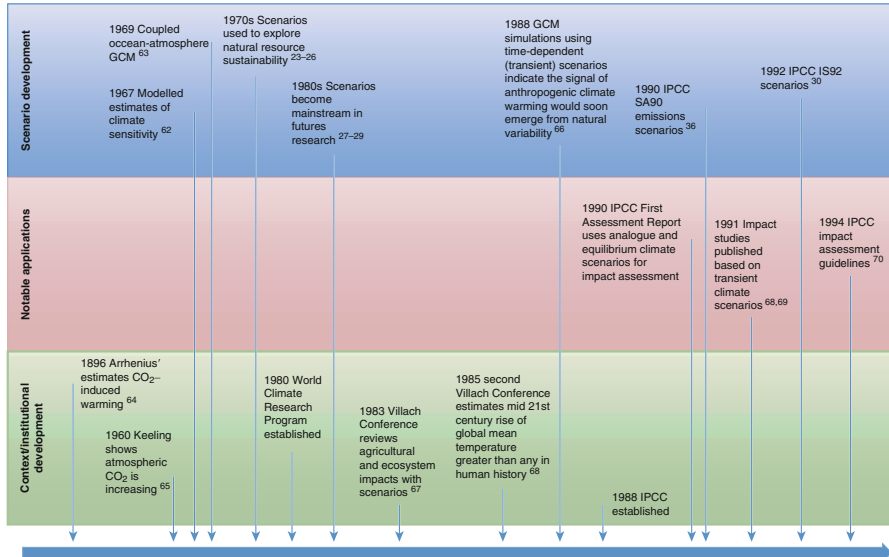 Scenario development
1969 Coupled
occean-atmosphere
GCM 63
1967 Modelled
estimates of
climate
sensitivity 62
1970s Scenarios
used to explore
natural resource
sustainability 23–26
1980s Scenarios
become
mainstream in
futures
research 27–29
1988 GCM
simulations using
time-dependent
(transient) scenarios
indicate the signal of
anthropogenic climate
warming would soon
emerge from natural
variability 66
1990 IPCC
SA90
emissions
scenarios 36
1992 IPCC IS92
scenarios 30
Notable applications
1990 IPCC First
Assessment Report
uses analogue and
equilibrium climate
scenarios for
impact assessment
1991 Impact
studies
published
based on
transient
climate
scenarios 68,69
1994 IPCC
impact
assessment
guidelines 70
Context/institutional
development
1896 Arrhenius'
estimates CO2–
induced
warming 64
1960 Keeling
shows
atmospheric
CO2 is
increasing 65
1980 World
Climate
Research
Program
established
1983 Villach
Conference
reviews
agricultural
and ecosystem
impacts with
scenarios 67
1985 second
Villach Conference
estimates mid 21st
century rise of
global mean
temperature
greater than any in
human history 68
1988 IPCC
established